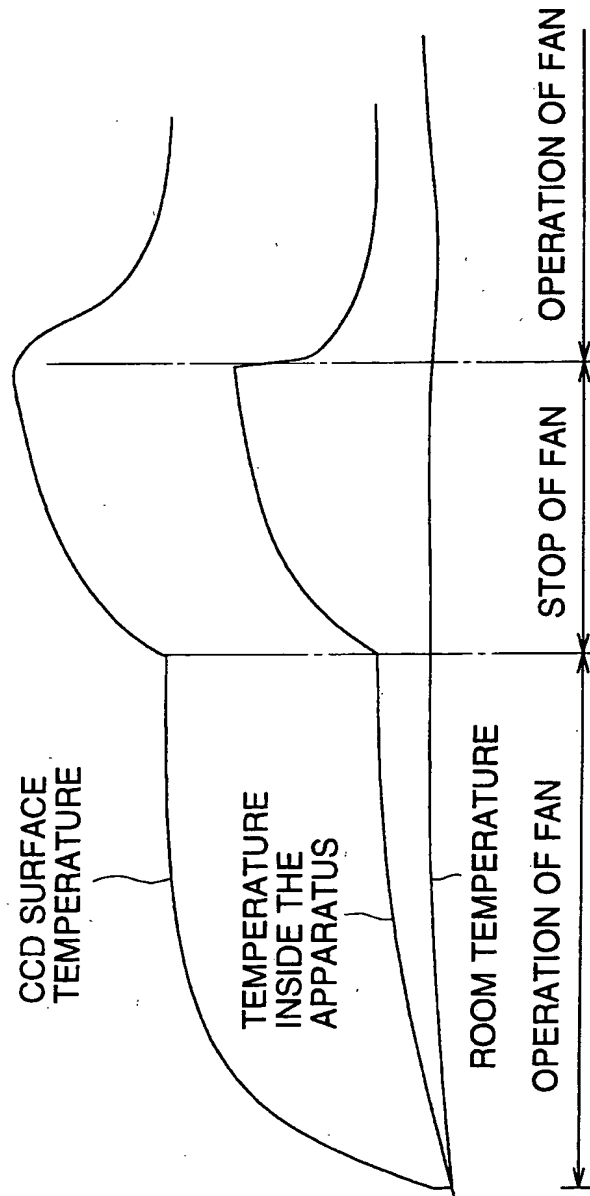 CCD SURFACE
TEMPERATURE
TEMPERATURE
INSIDE THE
APPARATUS
ROOM TEMPERATURE
OPERATION OF FAN
STOP OF FAN
OPERATION OF FAN